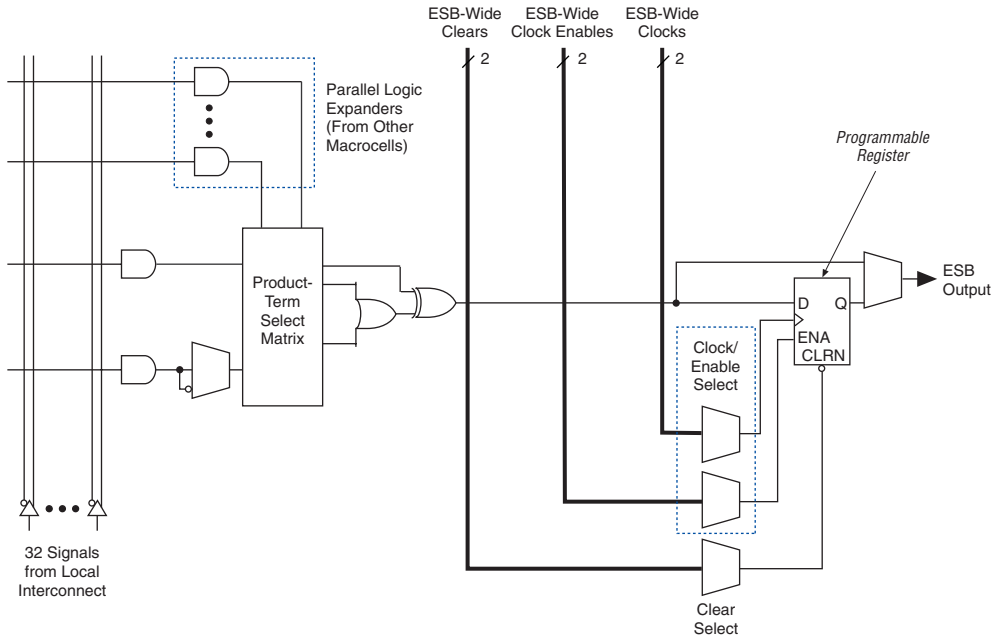 ESB-Wide
Clears
ESB-Wide
Clock Enables
ESB-Wide
Clocks
2
2
2
Parallel Logic
Expanders
(From Other
Macrocells)
Programmable
Register
Product-
Term
Select
Matrix
D
Q
ENA
CLRN
ESB
Output
Clock/
Enable
Select
Clear
Select
32 Signals
from Local
Interconnect